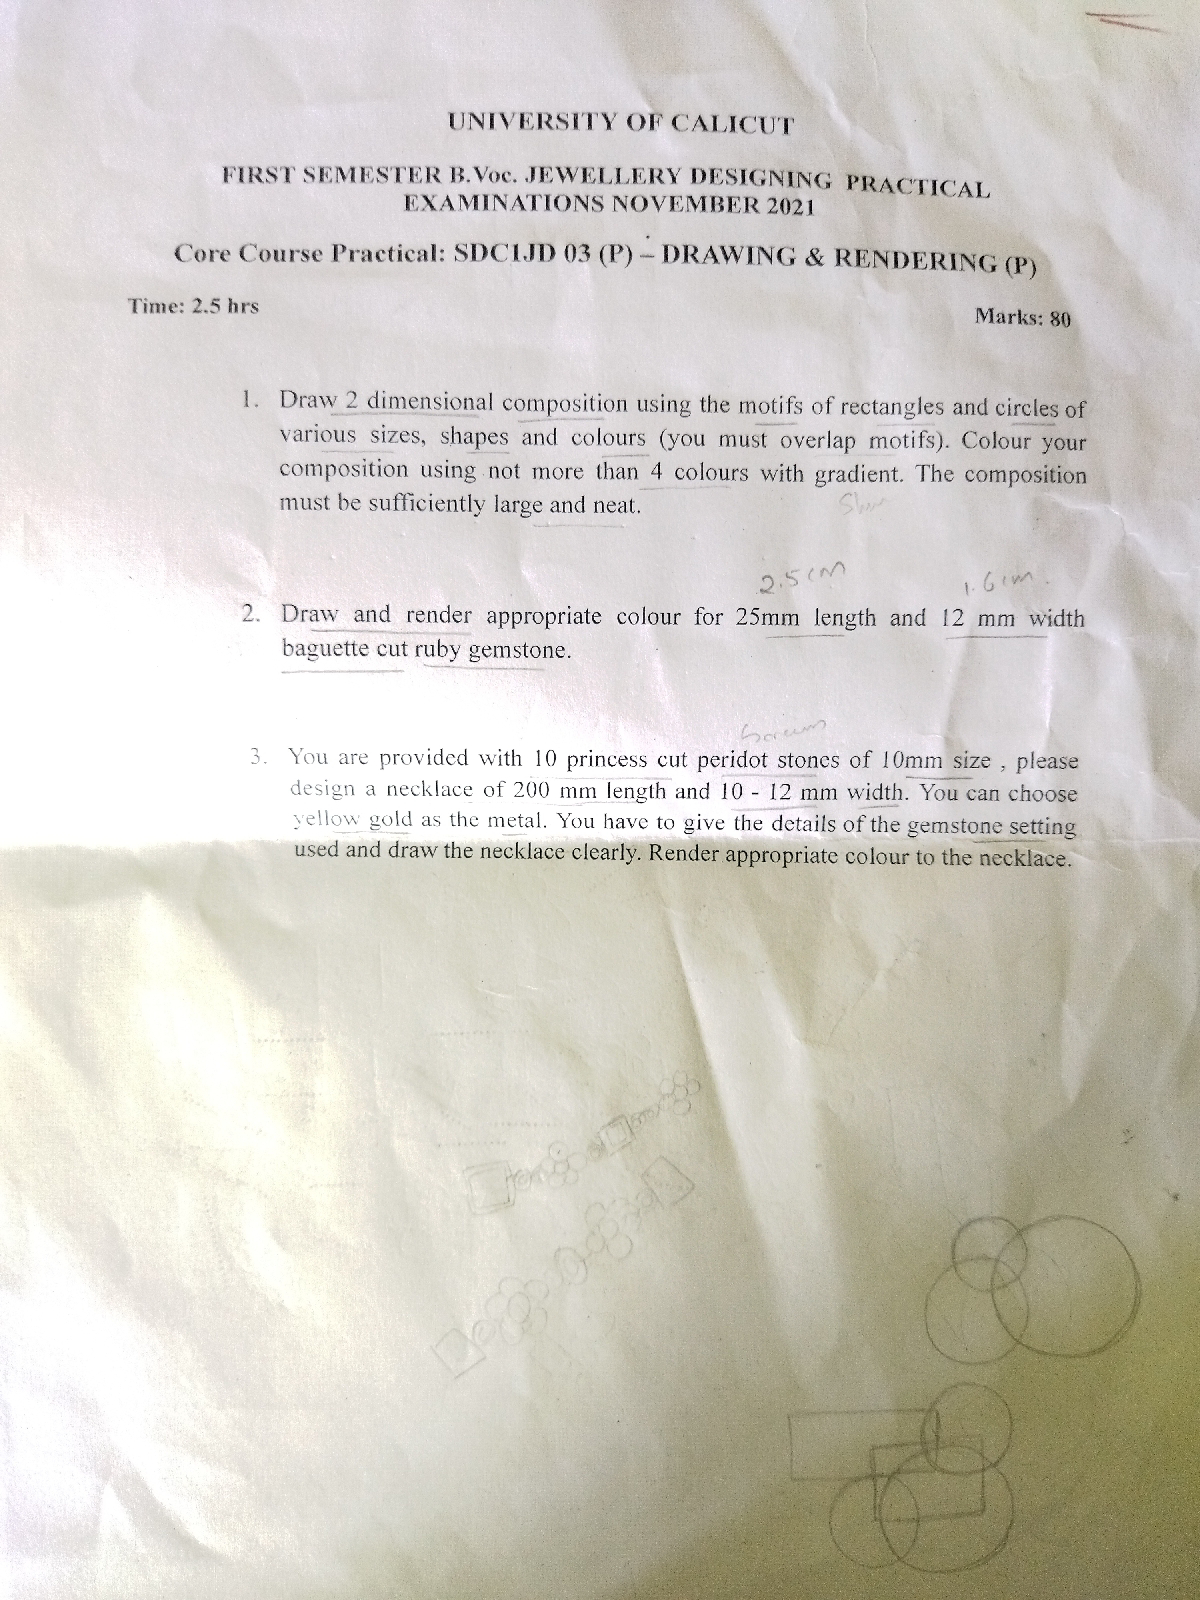 UNIVERSITY OF CALICUT
FIRST SEMESTER B.Voc. JEWELLERY DESIGNING PRACTICAL
EXAMINATIONS NOVEMBER 2021
Core Course Practical: SDC1JD 03 (P) – DRAWING & RENDERING (P)
Time: 2.5 hrs
Marks: 80
1. Draw 2 dimensional composition using the motifs of rectangles and circles of
various sizes, shapes and colours (you must overlap motifs). Colour your
composition using not more than 4 colours with gradient. The composition
must be sufficiently large and neat.
2.5cm 1.6cm.
2. Draw and render appropriate colour for 25mm length and 12 mm width
baguette cut ruby gemstone.
3. You are provided with 10 princess cut peridot stones of 10mm size , please
design a necklace of 200 mm length and 10 - 12 mm width. You can choose
yellow gold as the metal. You have to give the details of the gemstone setting
used and draw the necklace clearly. Render appropriate colour to the necklace.